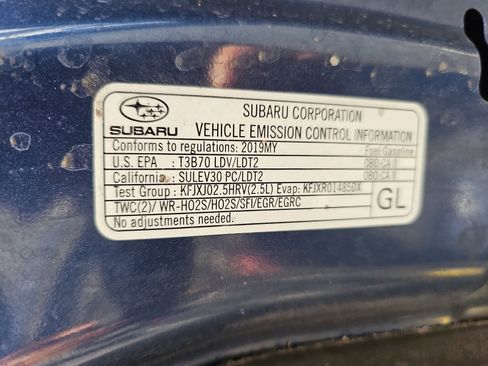 SUBARU CORPORATION
SUBARU
VEHICLE EMISSION CONTROL INFORMATION
Conforms to regulations: 2019MY Fuel-Gasoline
U.S. EPA : T3B70 LDV/LDT2 OBD:CA II
California : SULEV30 PC/LDT2 OBD:CA II
Test Group : KFJXJ02.5HRV(2.5L) Evap: KFJXR01485DX
TWC(2)/ WR-HO2S/HO2S/SFI/EGR/EGRC
No adjustments needed.
GL